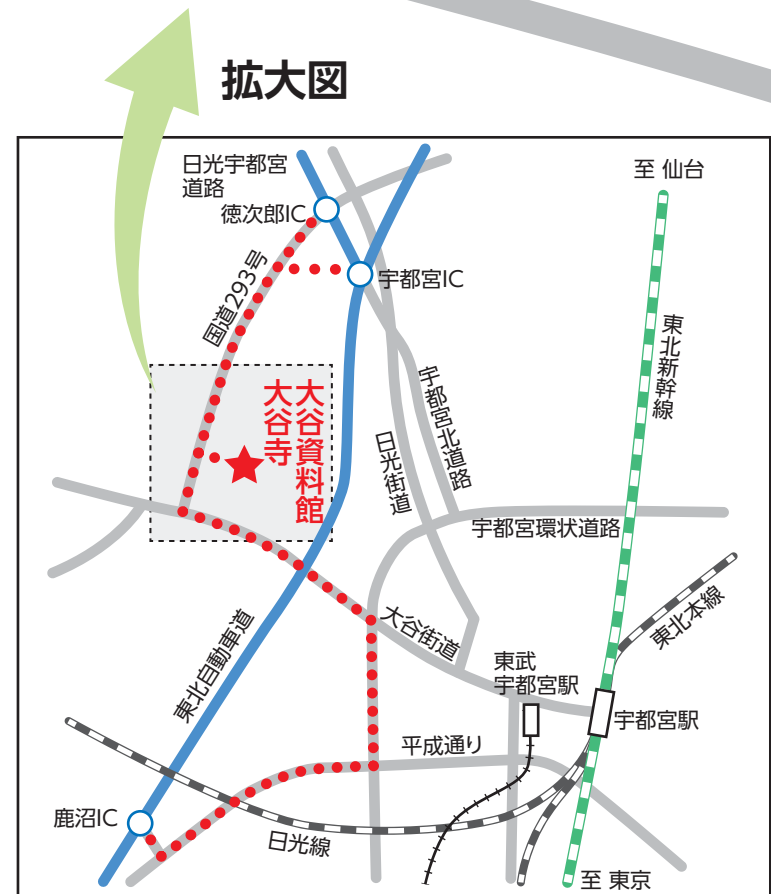 拡大図
日光宇都宮
道路
徳次郎IC
至 仙台
国道293号
宇都宮IC
東北新幹線
大谷資料館
大谷寺
宇都宮北道路
日光街道
宇都宮環状道路
大谷街道
東北本線
東北自動車道
東武
宇都宮駅
宇都宮駅
平成通り
鹿沼IC
日光線
至 東京